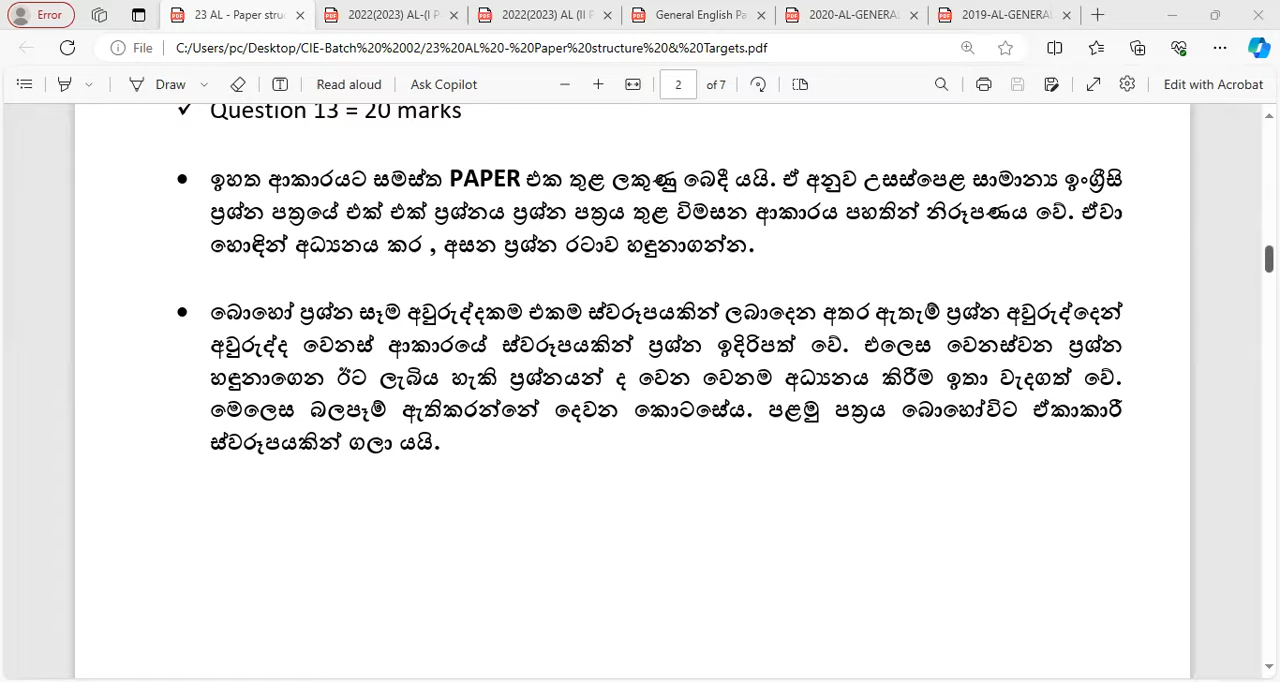 Error
23 AL - Paper stru
2022(2023) AL-(I P
2022(2023) AL (II P
General English Pa
2020-AL-GENERAL
2019-AL-GENERAL
File
C:/Users/pc/Desktop/CIE-Batch%20%2002/23%20AL%20-%20Paper%20structure%20&%20Targets.pdf
Draw
Read aloud
Ask Copilot
2
of 7
Edit with Acrobat
✓ Question 13 = 20 marks
• ඉහත ආකාරයට සමස්ත PAPER එක තුළ ලකුණු බෙදී යයි. ඒ අනුව උසස්පෙළ සාමාන්‍ය ඉංග්‍රීසි
ප්‍රශ්න පත්‍රයේ එක් එක් ප්‍රශ්නය ප්‍රශ්න පත්‍රය තුළ විමසන ආකාරය පහතින් නිරූපණය වේ. ඒවා
හොඳින් අධ්‍යනය කර , අසන ප්‍රශ්න රටාව හඳුනාගන්න.
• බොහෝ ප්‍රශ්න සෑම අවුරුද්දකම එකම ස්වරූපයකින් ලබාදෙන අතර ඇතැම් ප්‍රශ්න අවුරුද්දෙන්
අවුරුද්ද වෙනස් ආකාරයේ ස්වරූපයකින් ප්‍රශ්න ඉදිරිපත් වේ. එලෙස වෙනස්වන ප්‍රශ්න
හඳුනාගෙන ඊට ලැබිය හැකි ප්‍රශ්නයන් ද වෙන වෙනම අධ්‍යනය කිරීම ඉතා වැදගත් වේ.
මෙලෙස බලපෑම් ඇතිකරන්නේ දෙවන කොටසේය. පළමු පත්‍රය බොහෝවිට ඒකාකාරී
ස්වරූපයකින් ගලා යයි.